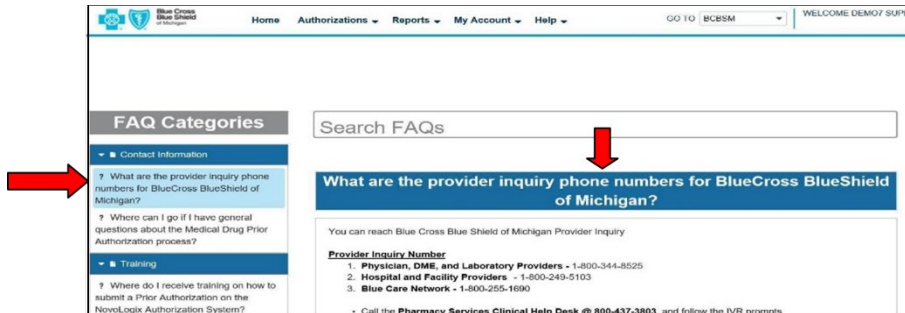 Blue Cross
Blue Shield
of Michigan
Home Authorizations Reports My Account Help GO TO BCBSM WELCOME DEMO7 SUP
FAQ Categories
Search FAQs
Contact Information
? What are the provider inquiry phone
numbers for BlueCross BlueShield of
Michigan?
? Where can I go if I have general
questions about the Medical Drug Prior
Authorization process?
Training
? Where do I receive training on how to
submit a Prior Authorization on the
NovoLogix Authorization System?
What are the provider inquiry phone numbers for BlueCross BlueShield
of Michigan?
You can reach Blue Cross Blue Shield of Michigan Provider Inquiry
Provider Inquiry Number
1. Physician, DME, and Laboratory Providers - 1-800-344-8525
2. Hospital and Facility Providers - 1-800-249-5103
3. Blue Care Network - 1-800-255-1690
• Call the Pharmacy Services Clinical Help Desk @ 800-437-3803, and follow the IVR prompts